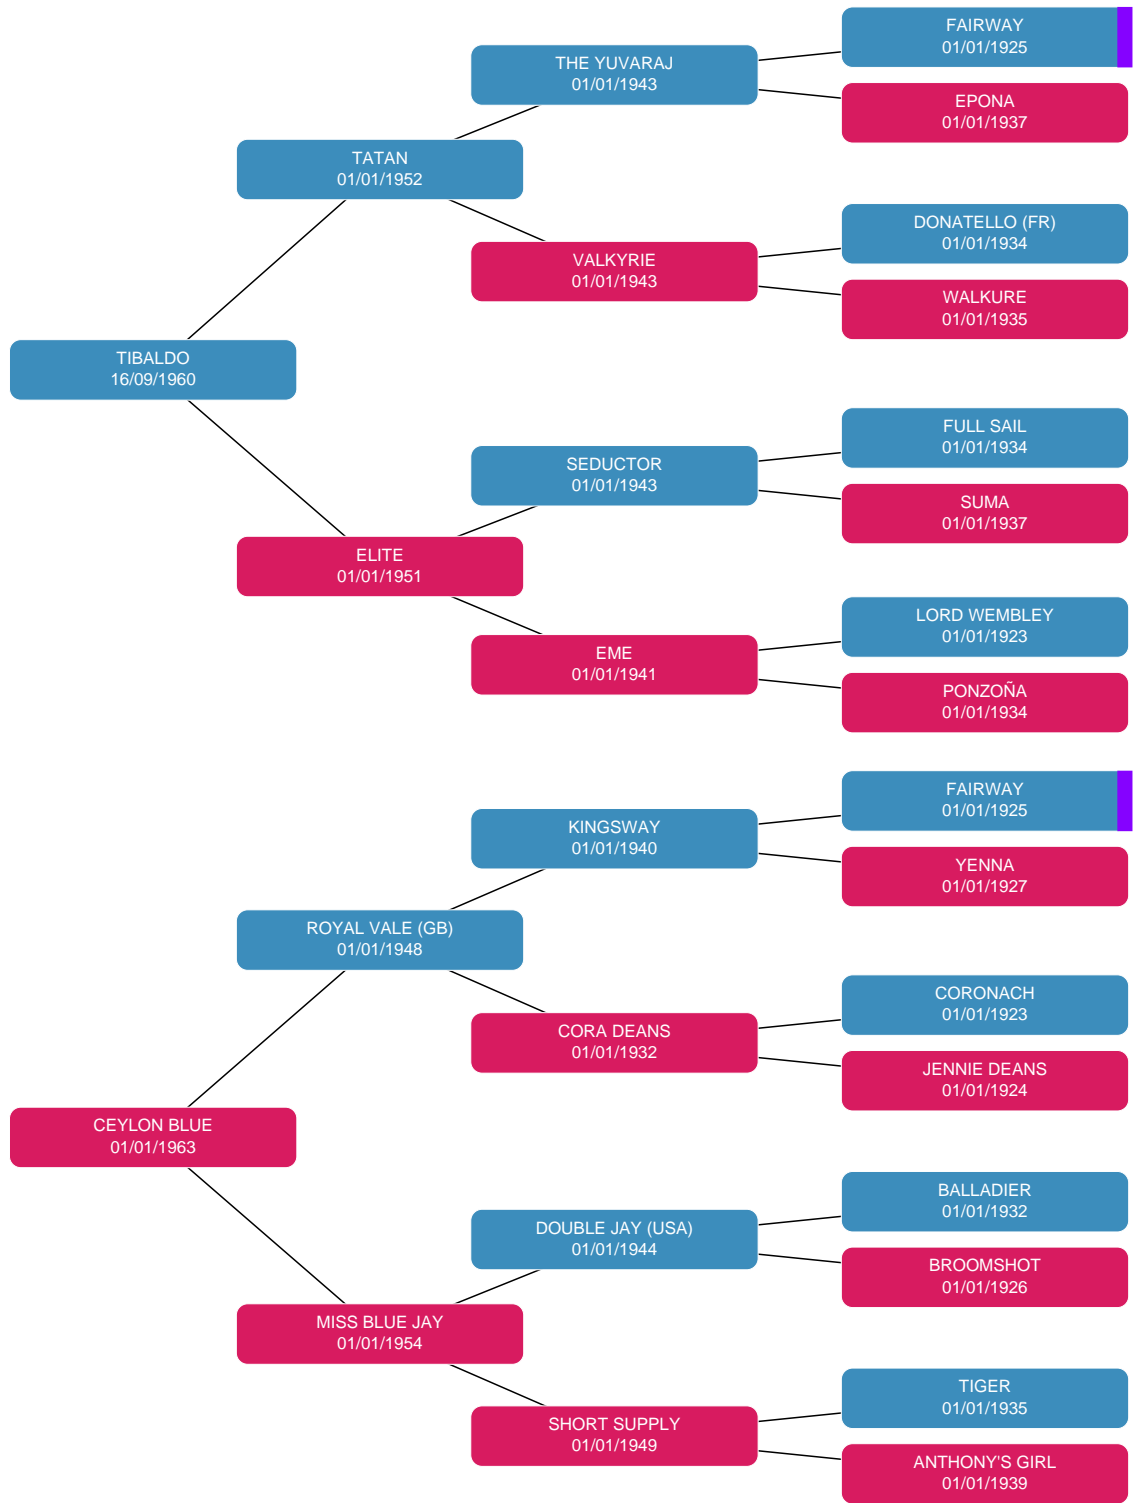 FAIRWAY
01/01/1925
THE YUVARAJ
01/01/1943
EPONA
01/01/1937
TATAN
01/01/1952
DONATELLO (FR)
01/01/1934
VALKYRIE
01/01/1943
WALKURE
01/01/1935
TIBALDO
16/09/1960
FULL SAIL
01/01/1934
SEDUCTOR
01/01/1943
SUMA
01/01/1937
ELITE
01/01/1951
LORD WEMBLEY
01/01/1923
EME
01/01/1941
PONZOÑA
01/01/1934
FAIRWAY
01/01/1925
KINGSWAY
01/01/1940
YENNA
01/01/1927
ROYAL VALE (GB)
01/01/1948
CORONACH
01/01/1923
CORA DEANS
01/01/1932
JENNIE DEANS
01/01/1924
CEYLON BLUE
01/01/1963
BALLADIER
01/01/1932
DOUBLE JAY (USA)
01/01/1944
BROOMSHOT
01/01/1926
MISS BLUE JAY
01/01/1954
TIGER
01/01/1935
SHORT SUPPLY
01/01/1949
ANTHONY'S GIRL
01/01/1939